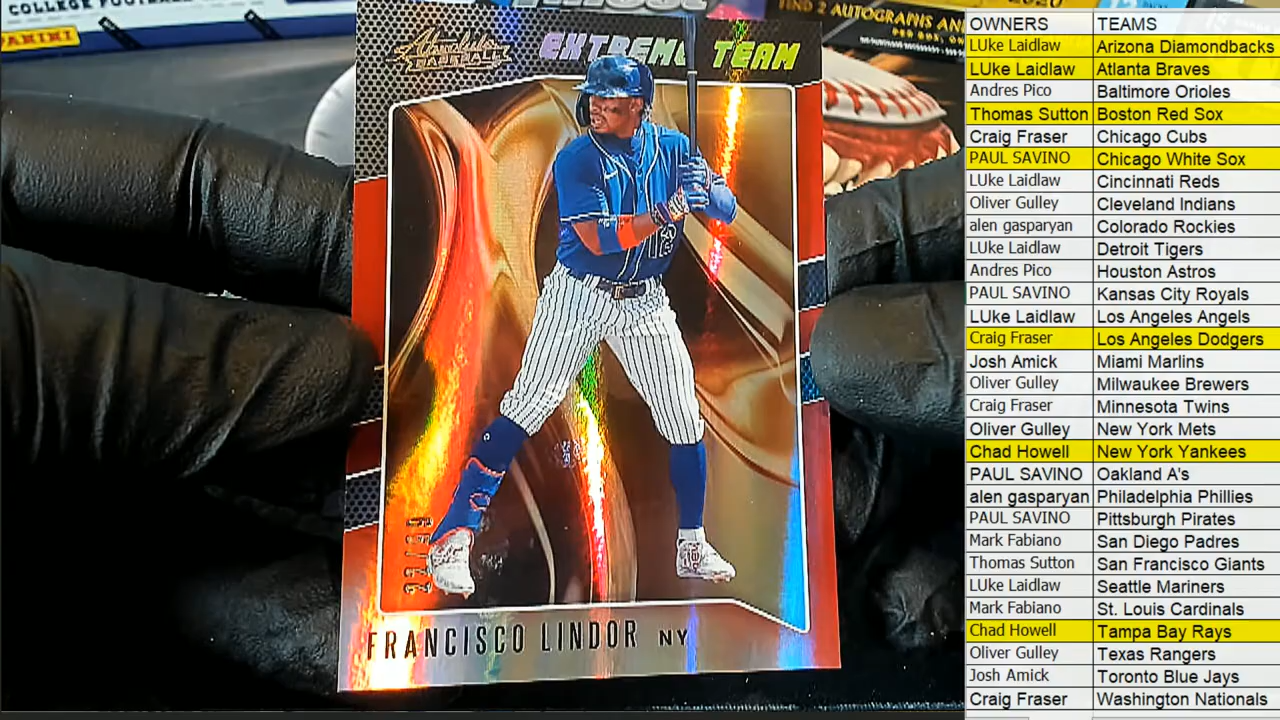 COLLEGE FOOTBALL
PANINI
FIND 2 AUTOGRAPHS AN
PER BOX, ON
Absolute
BASEBALL
EXTREME TEAM
12
FRANCISCO LINDOR NY
OWNERS TEAMS
LUke Laidlaw Arizona Diamondbacks
LUke Laidlaw Atlanta Braves
Andres Pico Baltimore Orioles
Thomas Sutton Boston Red Sox
Craig Fraser Chicago Cubs
PAUL SAVINO Chicago White Sox
LUke Laidlaw Cincinnati Reds
Oliver Gulley Cleveland Indians
alen gasparyan Colorado Rockies
LUke Laidlaw Detroit Tigers
Andres Pico Houston Astros
PAUL SAVINO Kansas City Royals
LUke Laidlaw Los Angeles Angels
Craig Fraser Los Angeles Dodgers
Josh Amick Miami Marlins
Oliver Gulley Milwaukee Brewers
Craig Fraser Minnesota Twins
Oliver Gulley New York Mets
Chad Howell New York Yankees
PAUL SAVINO Oakland A's
alen gasparyan Philadelphia Phillies
PAUL SAVINO Pittsburgh Pirates
Mark Fabiano San Diego Padres
Thomas Sutton San Francisco Giants
LUke Laidlaw Seattle Mariners
Mark Fabiano St. Louis Cardinals
Chad Howell Tampa Bay Rays
Oliver Gulley Texas Rangers
Josh Amick Toronto Blue Jays
Craig Fraser Washington Nationals